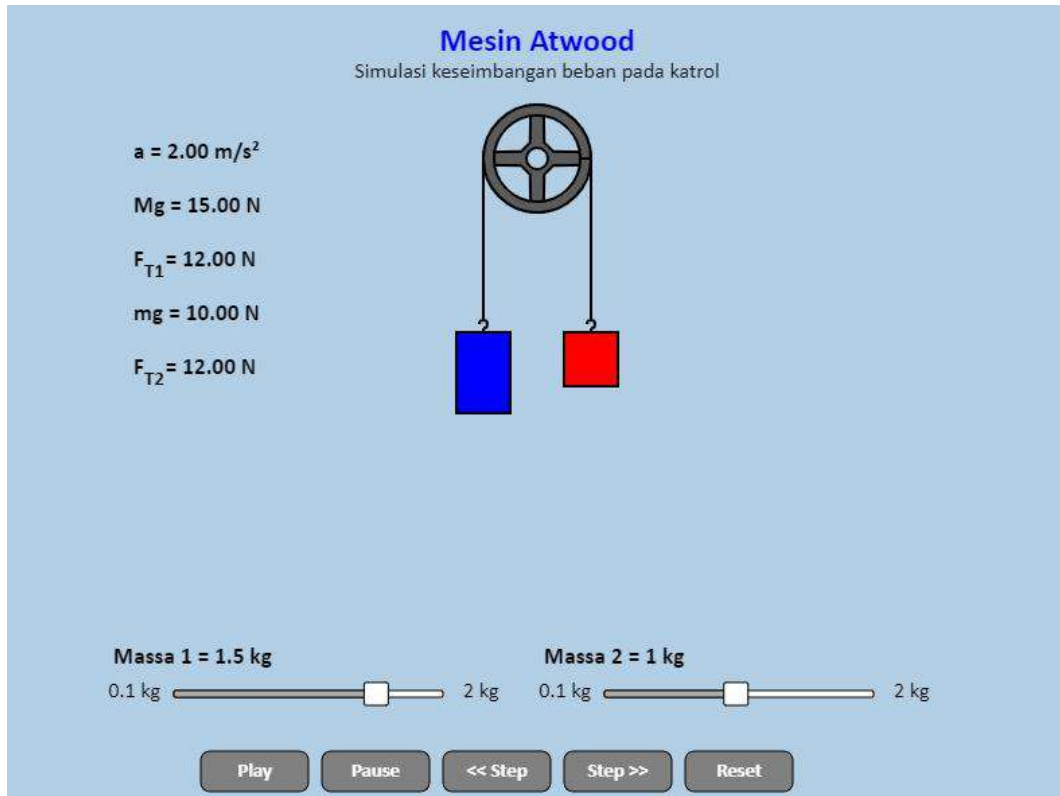 Mesin Atwood
Simulasi keseimbangan beban pada katrol
a = 2.00 m/s²
Mg = 15.00 N
F_T1 = 12.00 N
mg = 10.00 N
F_T2 = 12.00 N
Massa 1 = 1.5 kg
0.1 kg 2 kg
Massa 2 = 1 kg
0.1 kg 2 kg
Play Pause << Step Step >> Reset